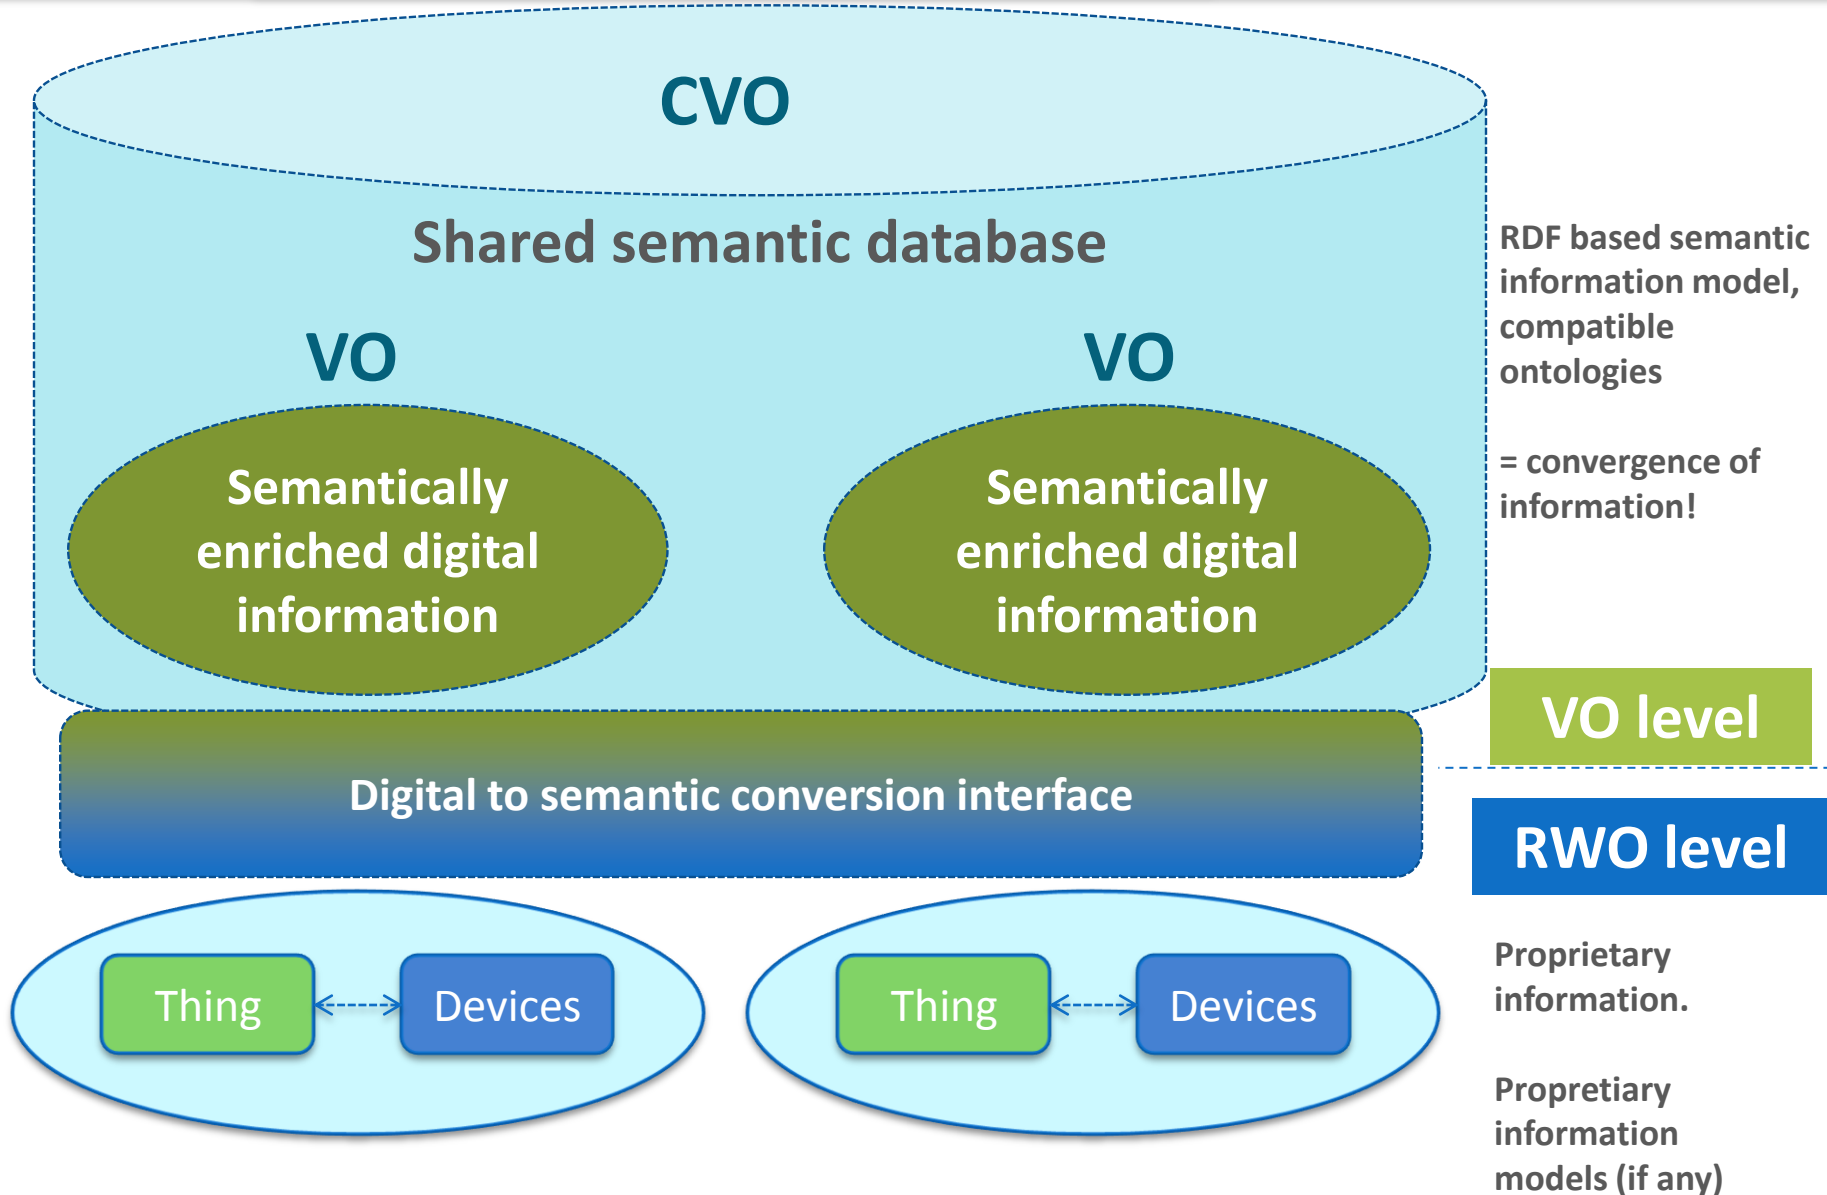 CVO
Shared semantic database
VO
VO
Semantically
enriched digital
information
Semantically
enriched digital
information
RDF based semantic
information model,
compatible
ontologies
= convergence of
information!
VO level
Digital to semantic conversion interface
RWO level
Thing
Devices
Thing
Devices
Proprietary
information.
Propretiary
information
models (if any)